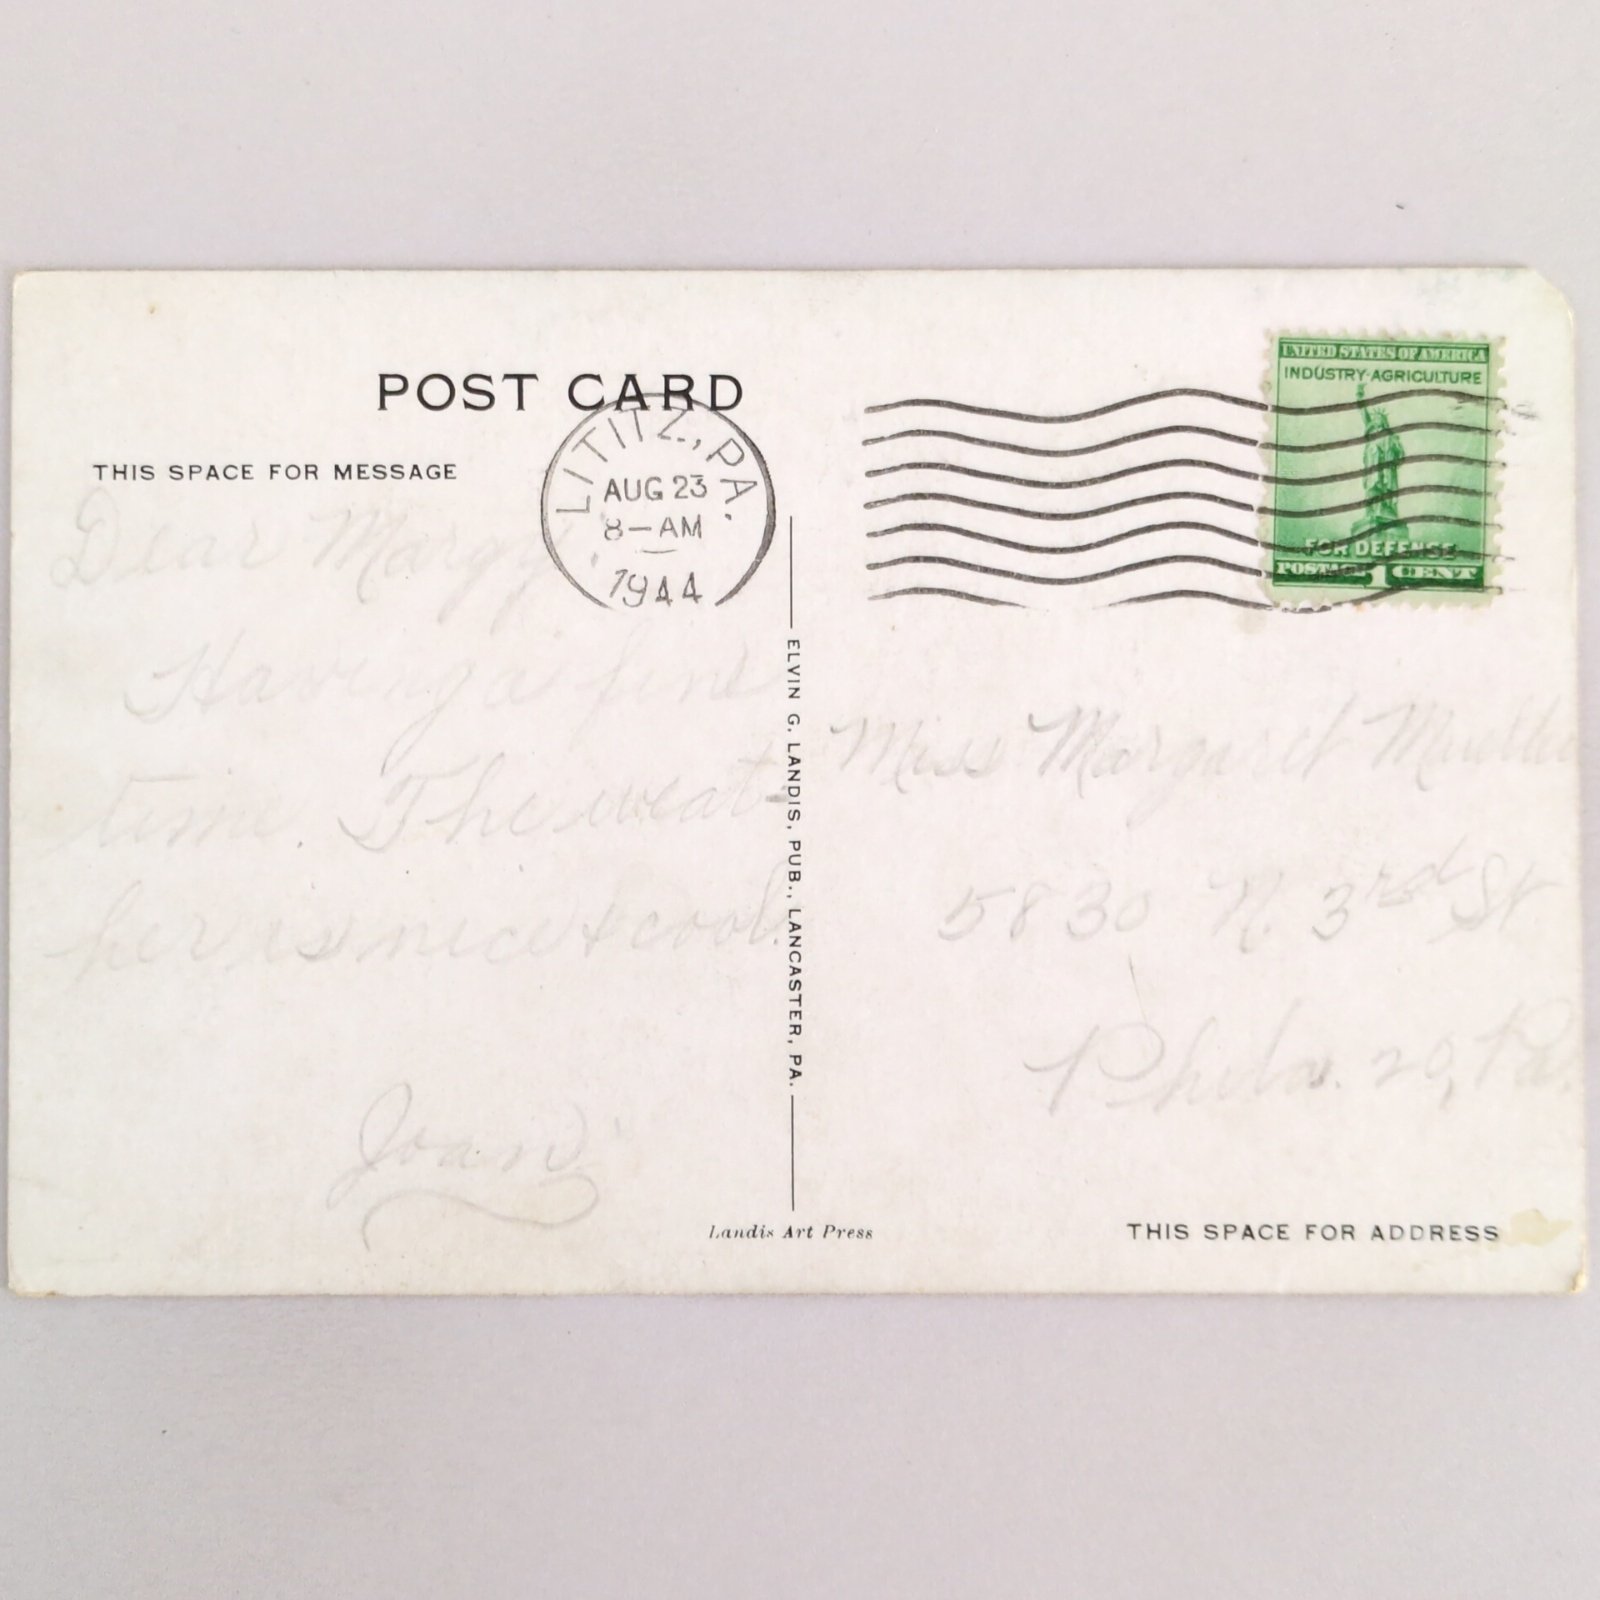 POST CARD
THIS SPACE FOR MESSAGE
LITITZ, PA.
AUG 23
8-AM
1944
UNITED STATES OF AMERICA
INDUSTRY·AGRICULTURE
FOR DEFENSE
POSTAGE 1 CENT
Dear Margy,
Having a fine
time. The weat
her is nice & cool.
Joan
ELVIN G. LANDIS, PUB., LANCASTER, PA.
Landis Art Press
Miss Margaret
5830 N. 3rd St.
Phila. 20, Pa.
THIS SPACE FOR ADDRESS